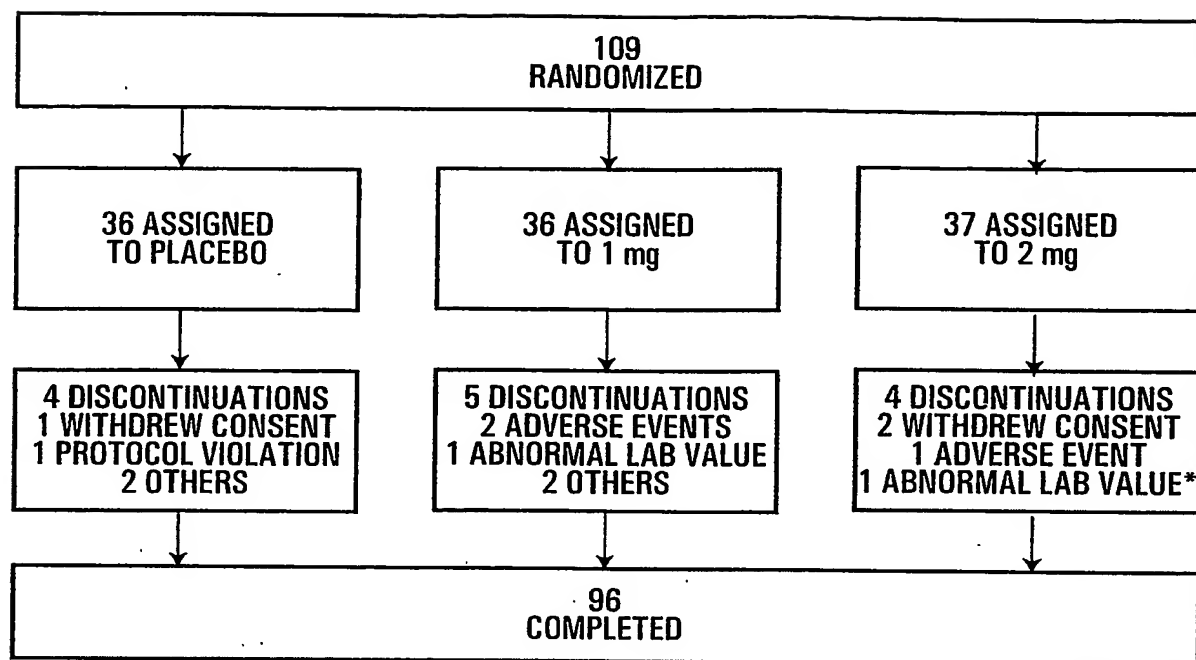 109
RANDOMIZED
36 ASSIGNED
TO PLACEBO
36 ASSIGNED
TO 1 mg
37 ASSIGNED
TO 2 mg
4 DISCONTINUATIONS
1 WITHDREW CONSENT
1 PROTOCOL VIOLATION
2 OTHERS
5 DISCONTINUATIONS
2 ADVERSE EVENTS
1 ABNORMAL LAB VALUE
2 OTHERS
4 DISCONTINUATIONS
2 WITHDREW CONSENT
1 ADVERSE EVENT
1 ABNORMAL LAB VALUE*
96
COMPLETED